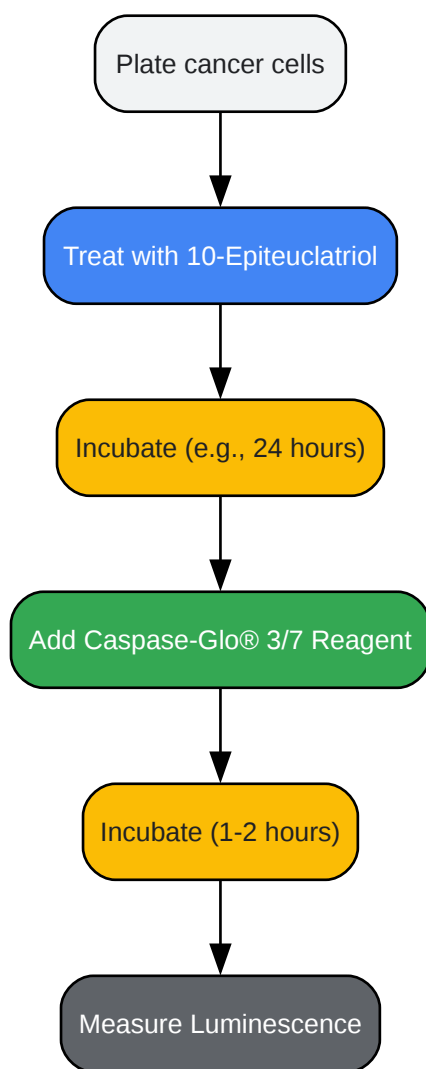 Plate cancer cells
Treat with 10-Epiteuclatriol
Incubate (e.g., 24 hours)
Add Caspase-Glo® 3/7 Reagent
Incubate (1-2 hours)
Measure Luminescence